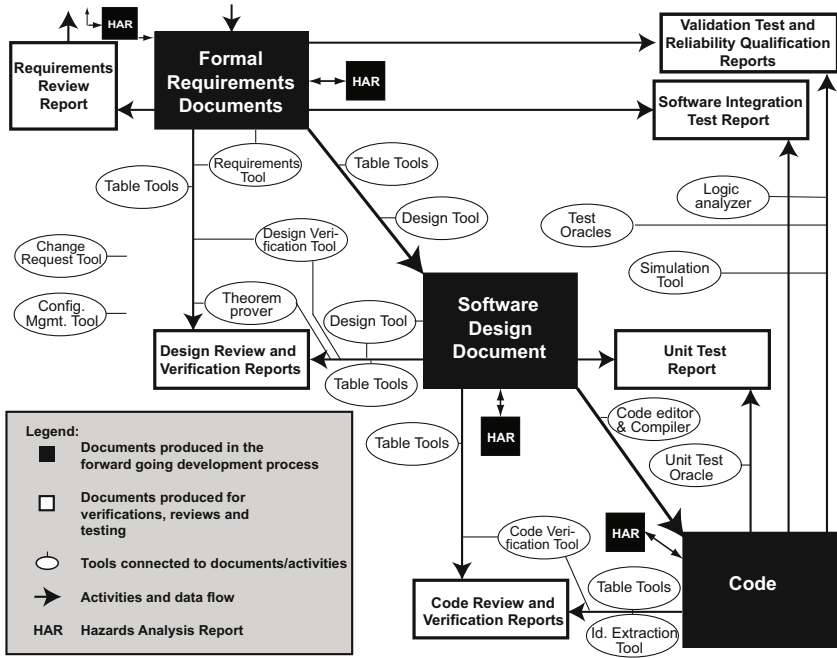 HAR
Formal
Requirements
Documents
HAR
Requirements
Review
Report
Validation Test and
Reliability Qualification
Reports
Software Integration
Test Report
Table Tools
Requirements
Tool
Table Tools
Design Tool
Logic
analyzer
Test
Oracles
Simulation
Tool
Change
Request Tool
Config.
Mgmt. Tool
Design Veri-
fication Tool
Theorem
prover
Design Tool
Table Tools
Design Review and
Verification Reports
Software
Design
Document
Unit Test
Report
HAR
Table Tools
Code editor
& Compiler
Unit Test
Oracle
Code Veri-
fication Tool
HAR
Code
Table Tools
Id. Extraction
Tool
Code Review and
Verification Reports
Legend:
Documents produced in the
forward going development process
Documents produced for
verifications, reviews and
testing
Tools connected to documents/activities
Activities and data flow
HAR Hazards Analysis Report